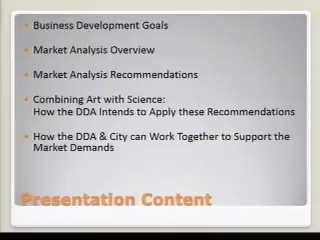 Business Development Goals
Market Analysis Overview
Market Analysis Recommendations
Combining Art with Science:
How the DDA Intends to Apply these Recommendations
How the DDA & City can Work Together to Support the
Market Demands
Presentation Content